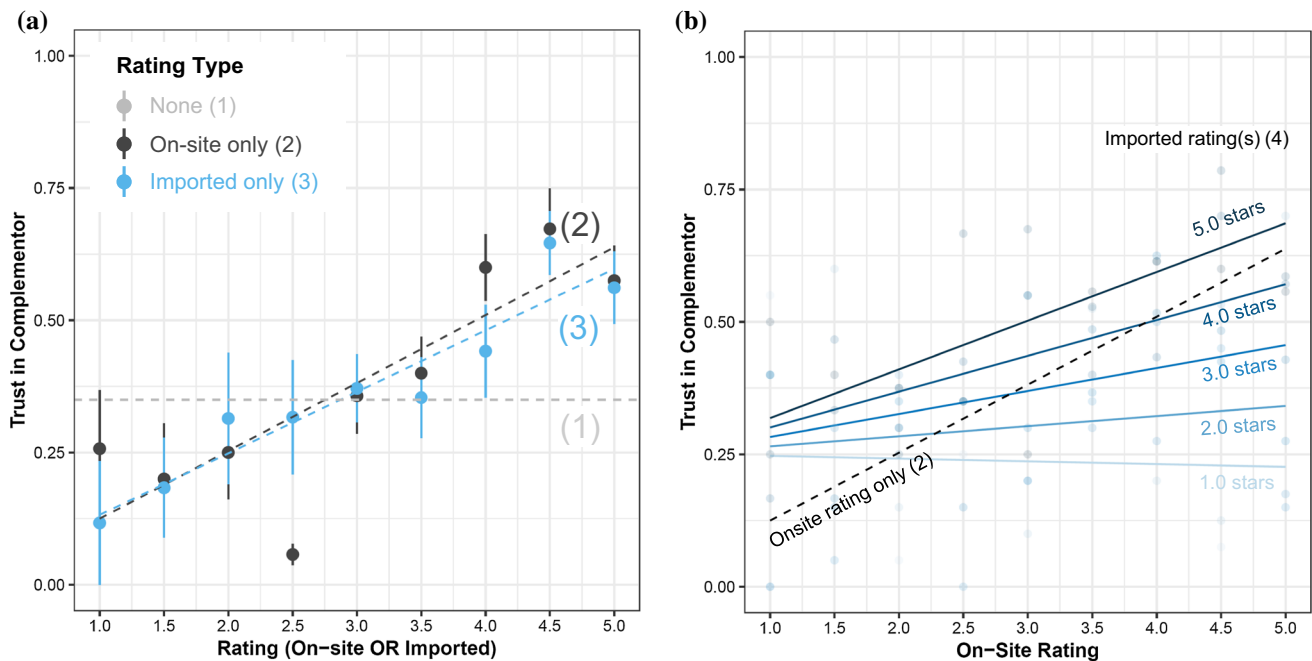 (a)
Rating Type
None (1)
On-site only (2)
Imported only (3)
Trust in Complementor
1.00
0.75
0.50
0.25
0.00
(2)
(3)
(1)
1.0 1.5 2.0 2.5 3.0 3.5 4.0 4.5 5.0
Rating (On−site OR Imported)
(b)
Trust in Complementor
1.00
0.75
0.50
0.25
0.00
Imported rating(s) (4)
5.0 stars
4.0 stars
3.0 stars
2.0 stars
1.0 stars
Onsite rating only (2)
1.0 1.5 2.0 2.5 3.0 3.5 4.0 4.5 5.0
On−Site Rating